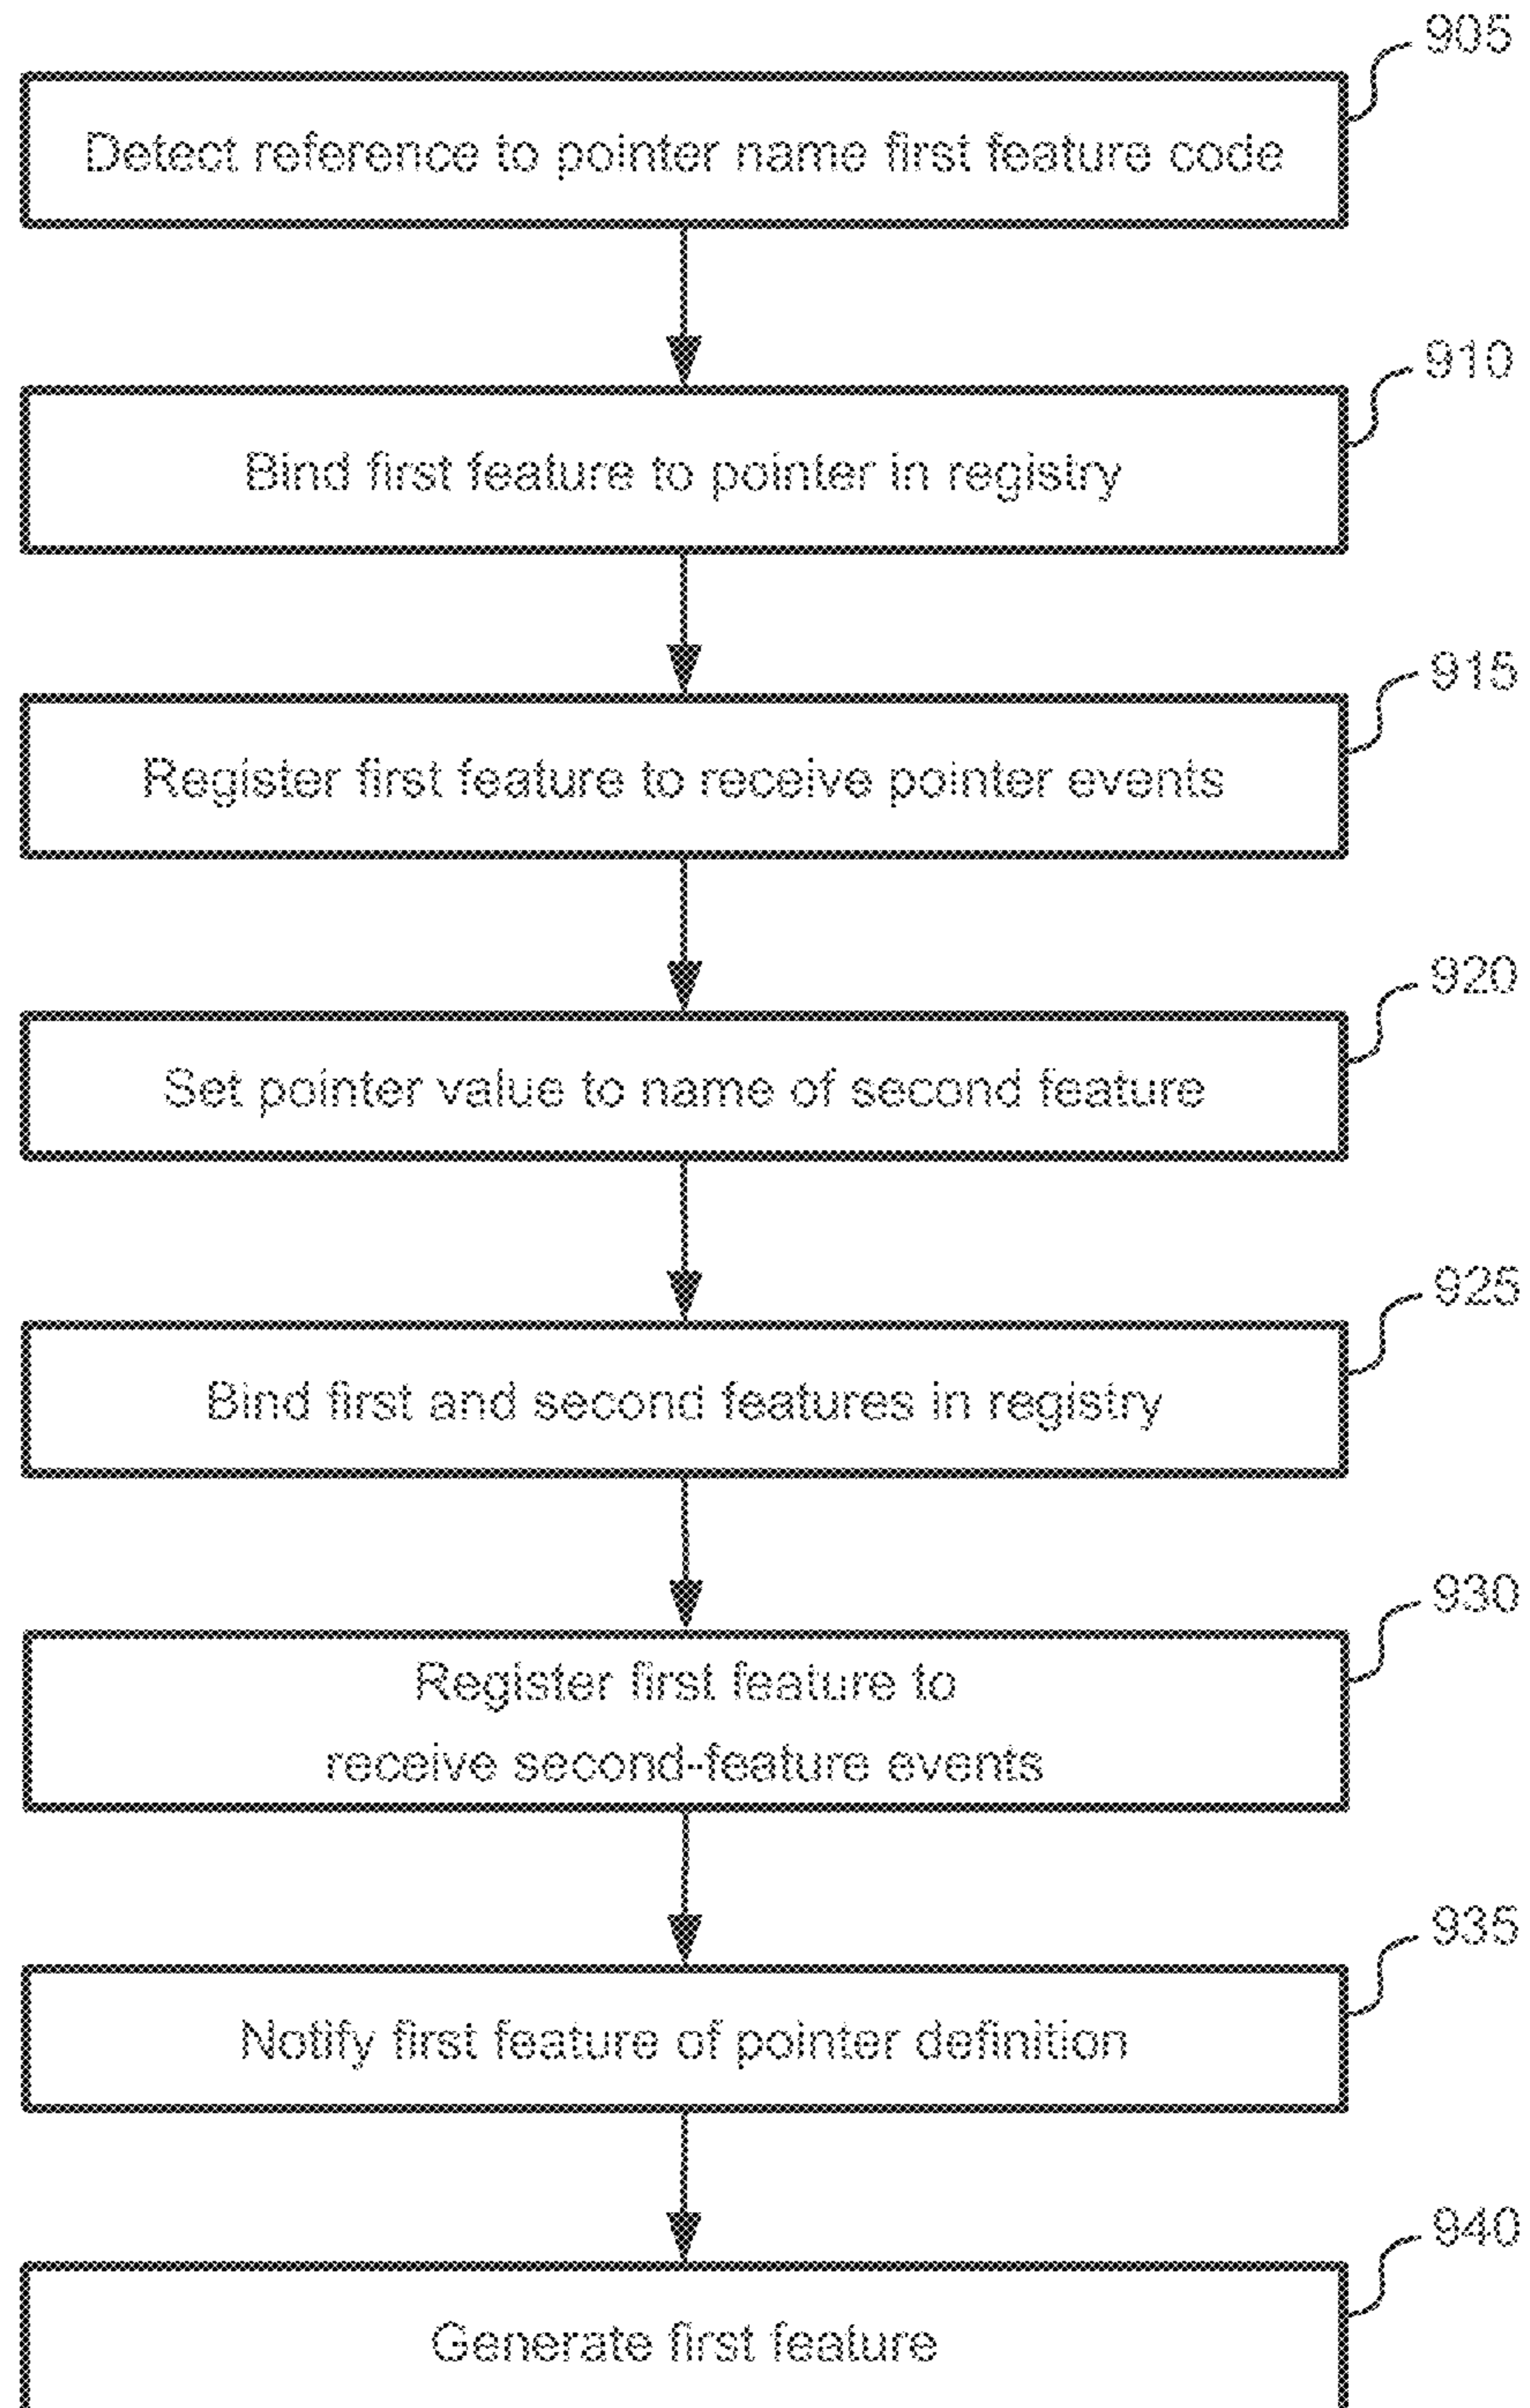 905
Detect reference to pointer name first feature code
910
Bind first feature to pointer in registry
915
Register first feature to receive pointer events
920
Set pointer value to name of second feature
925
Bind first and second features in registry
930
Register first feature to
receive second-feature events
935
Notify first feature of pointer definition
940
Generate first feature